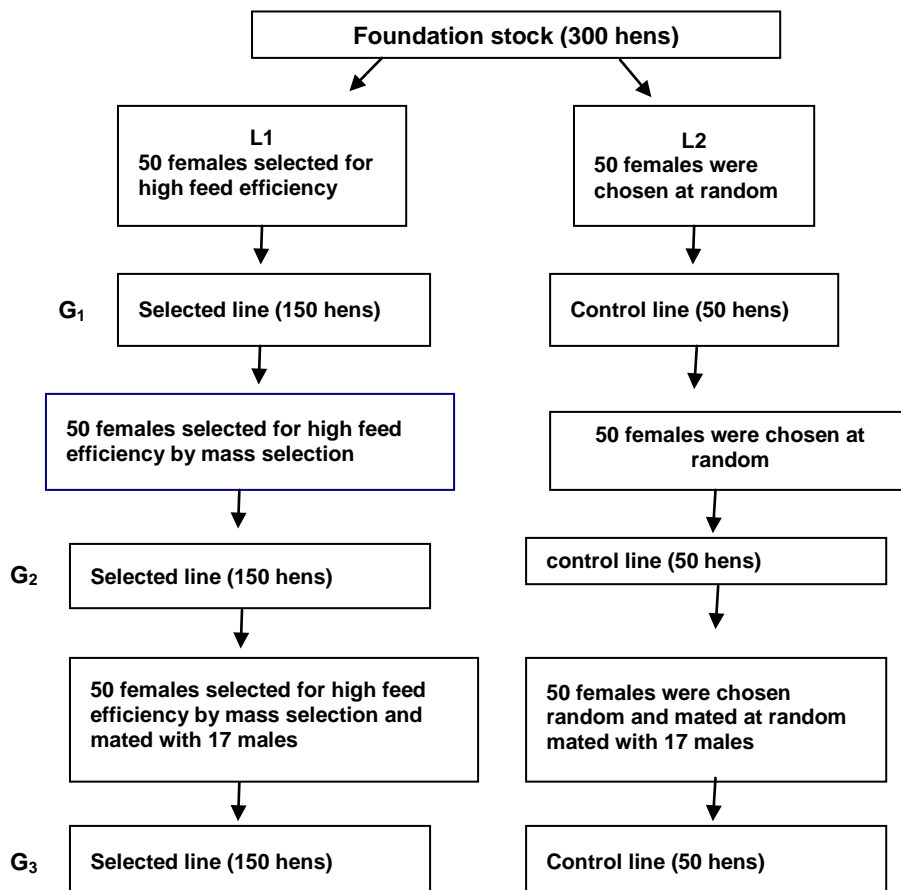 Foundation stock (300 hens)
L1
50 females selected for
high feed efficiency
L2
50 females were
chosen at random
G1
Selected line (150 hens)
Control line (50 hens)
50 females selected for high feed
efficiency by mass selection
50 females were chosen at
random
G2
Selected line (150 hens)
control line (50 hens)
50 females selected for high feed
efficiency by mass selection and
mated with 17 males
50 females were chosen
random and mated at random
mated with 17 males
G3
Selected line (150 hens)
Control line (50 hens)